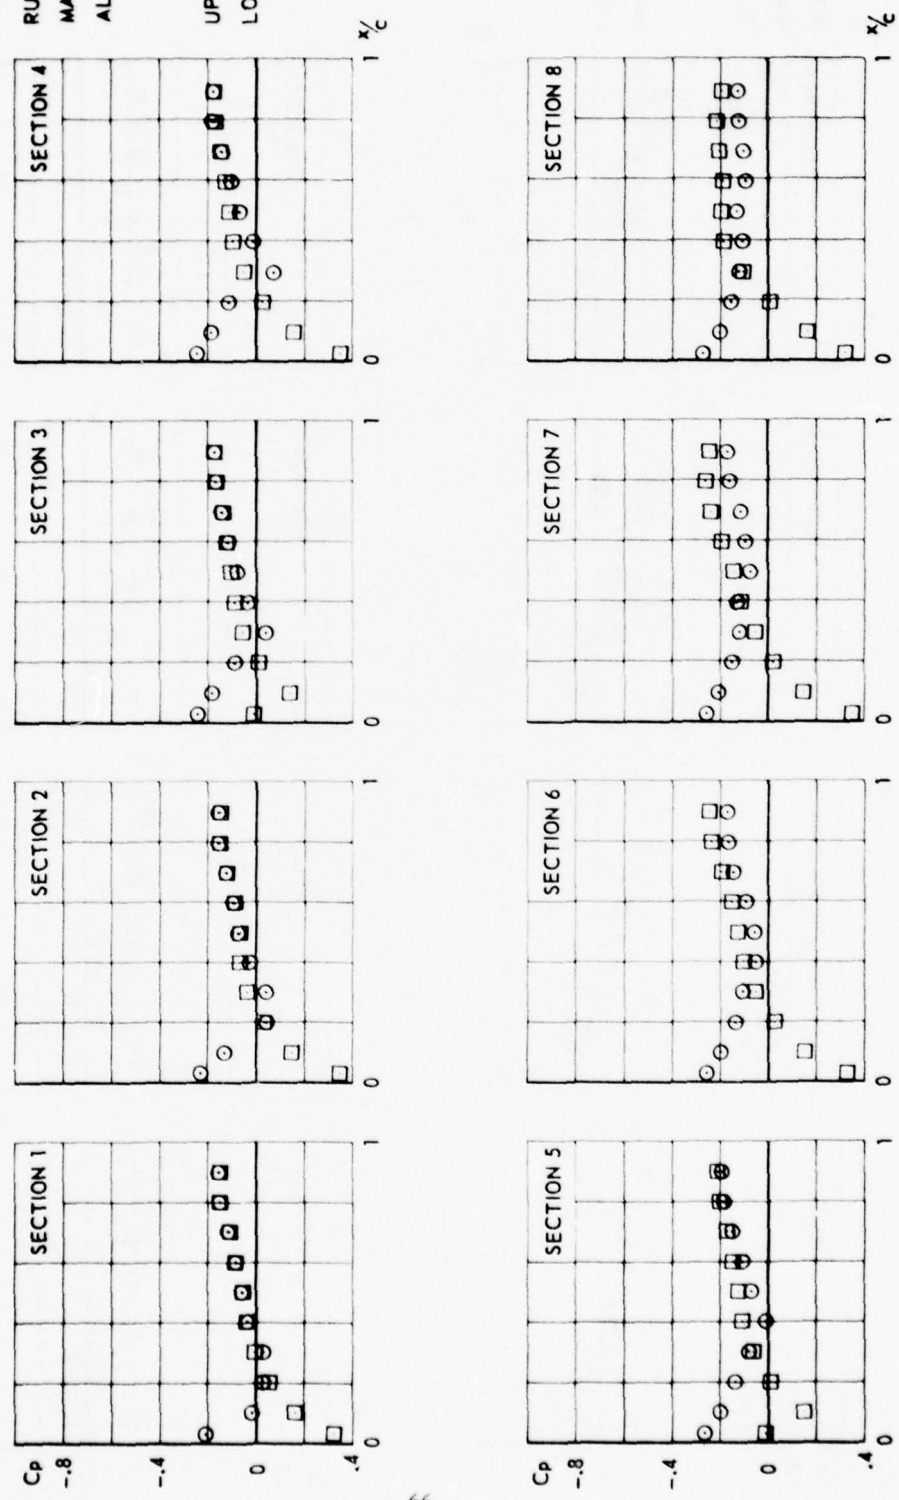 RU
MA
AL
UP
LO
Cp
-.8
-.4
0
.4
SECTION 1
0
1
SECTION 2
0
1
SECTION 3
0
1
SECTION 4
0
1
x/c
-.8
-.4
0
.4
SECTION 5
0
1
SECTION 6
0
1
SECTION 7
0
1
SECTION 8
0
1
x/c
Cp